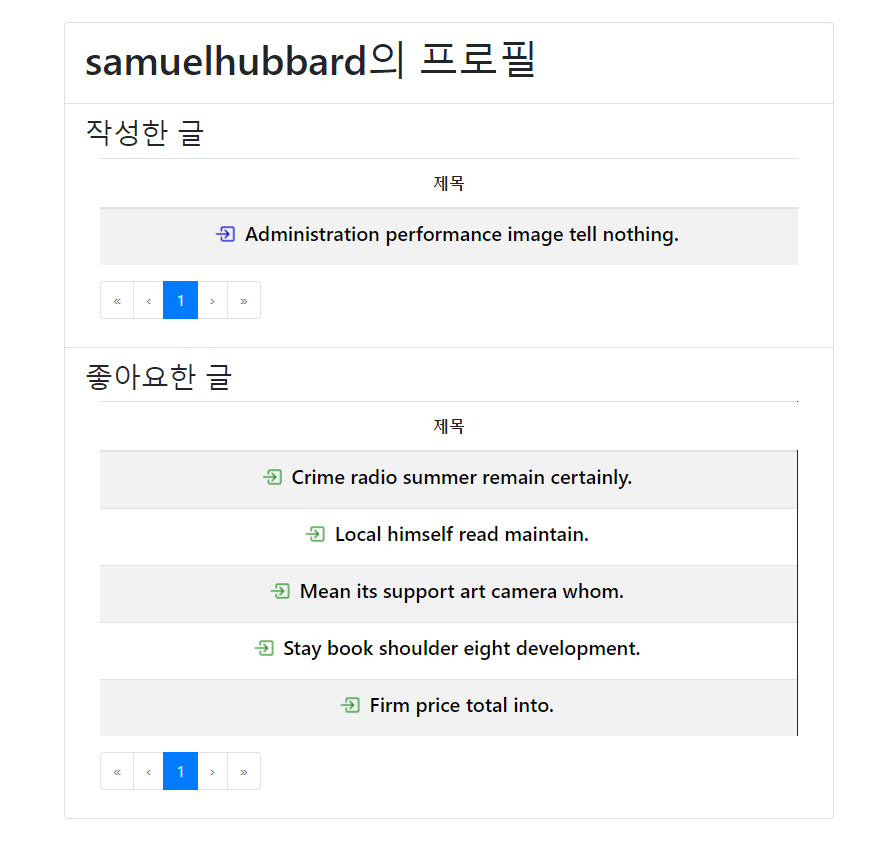 samuelhubbard의 프로필
작성한 글
제목
Administration performance image tell nothing.
« ‹ 1 › »
좋아요한 글
제목
Crime radio summer remain certainly.
Local himself read maintain.
Mean its support art camera whom.
Stay book shoulder eight development.
Firm price total into.
« ‹ 1 › »